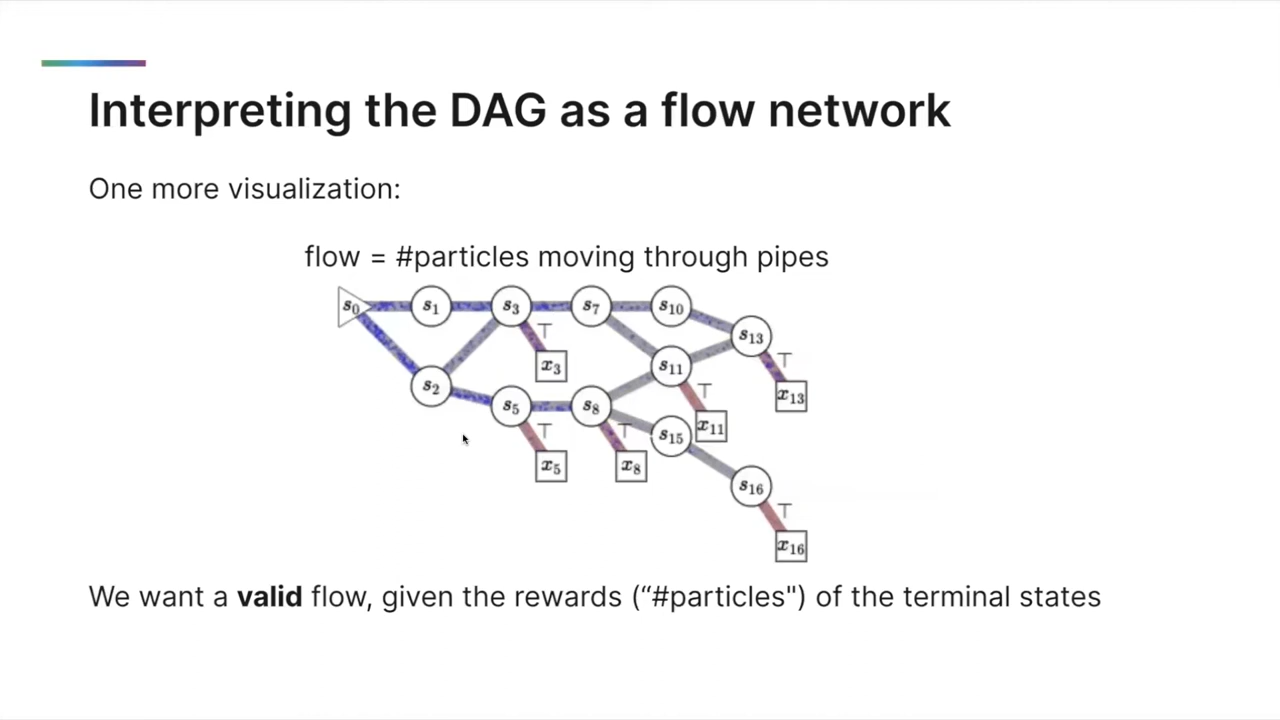 Interpreting the DAG as a flow network
One more visualization:
flow = #particles moving through pipes
s₀ s₁ s₃ s₇ s₁₀
⊤ s₁₃
x₃ s₁₁ ⊤
s₂ ⊤ x₁₃
s₅ s₈ x₁₁
⊤ ⊤ s₁₅
x₅ x₈
s₁₆
⊤
x₁₆
We want a valid flow, given the rewards (“#particles") of the terminal states